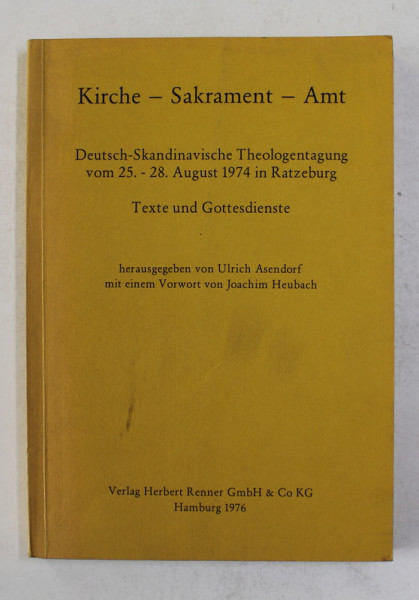 Kirche – Sakrament – Amt
Deutsch-Skandinavische Theologentagung
vom 25. - 28. August 1974 in Ratzeburg
Texte und Gottesdienste
herausgegeben von Ulrich Asendorf
mit einem Vorwort von Joachim Heubach
Verlag Herbert Renner GmbH & Co KG
Hamburg 1976